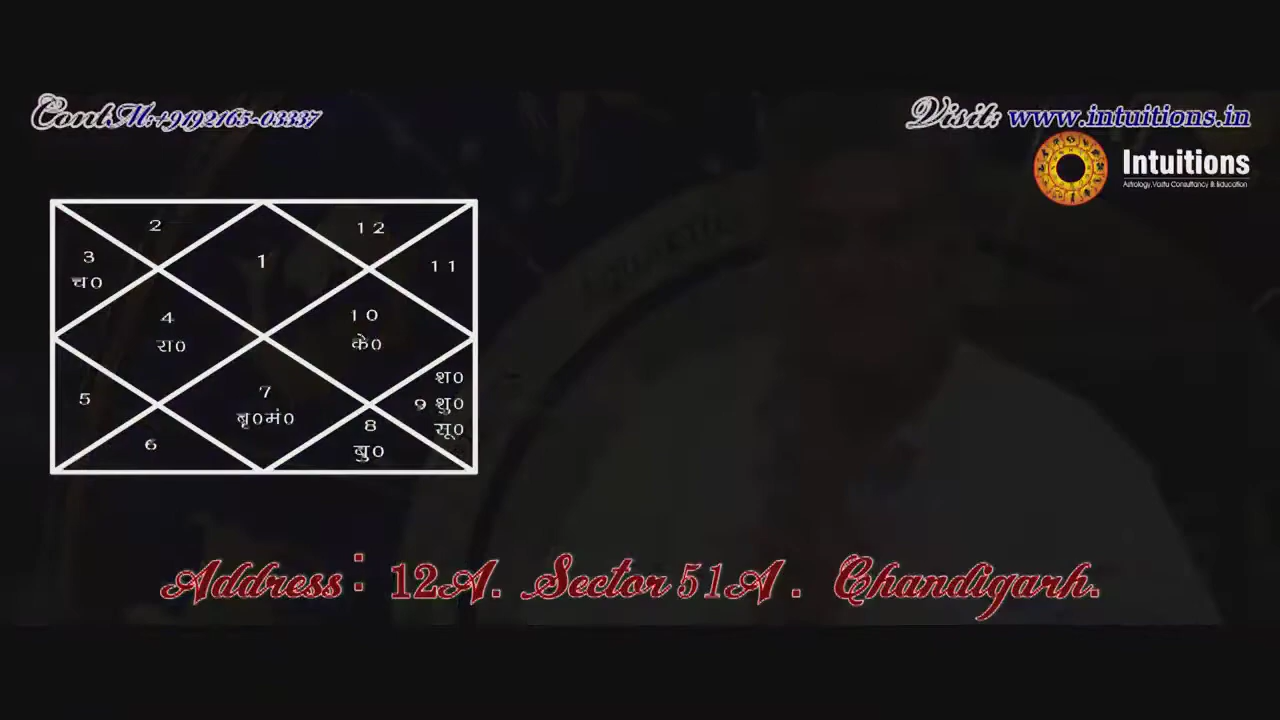 Cont. M:+9192163-03337
Visit: www.intuitions.in
Intuitions
Astrology,Vastu Consultancy & Education
2
12
3
1
11
च०
4
10
रा०
के०
श०
7
5
9 शु०
बृ०मं०
8
सू०
6
बु०
Address : 12A. Sector 51A . Chandigarh.